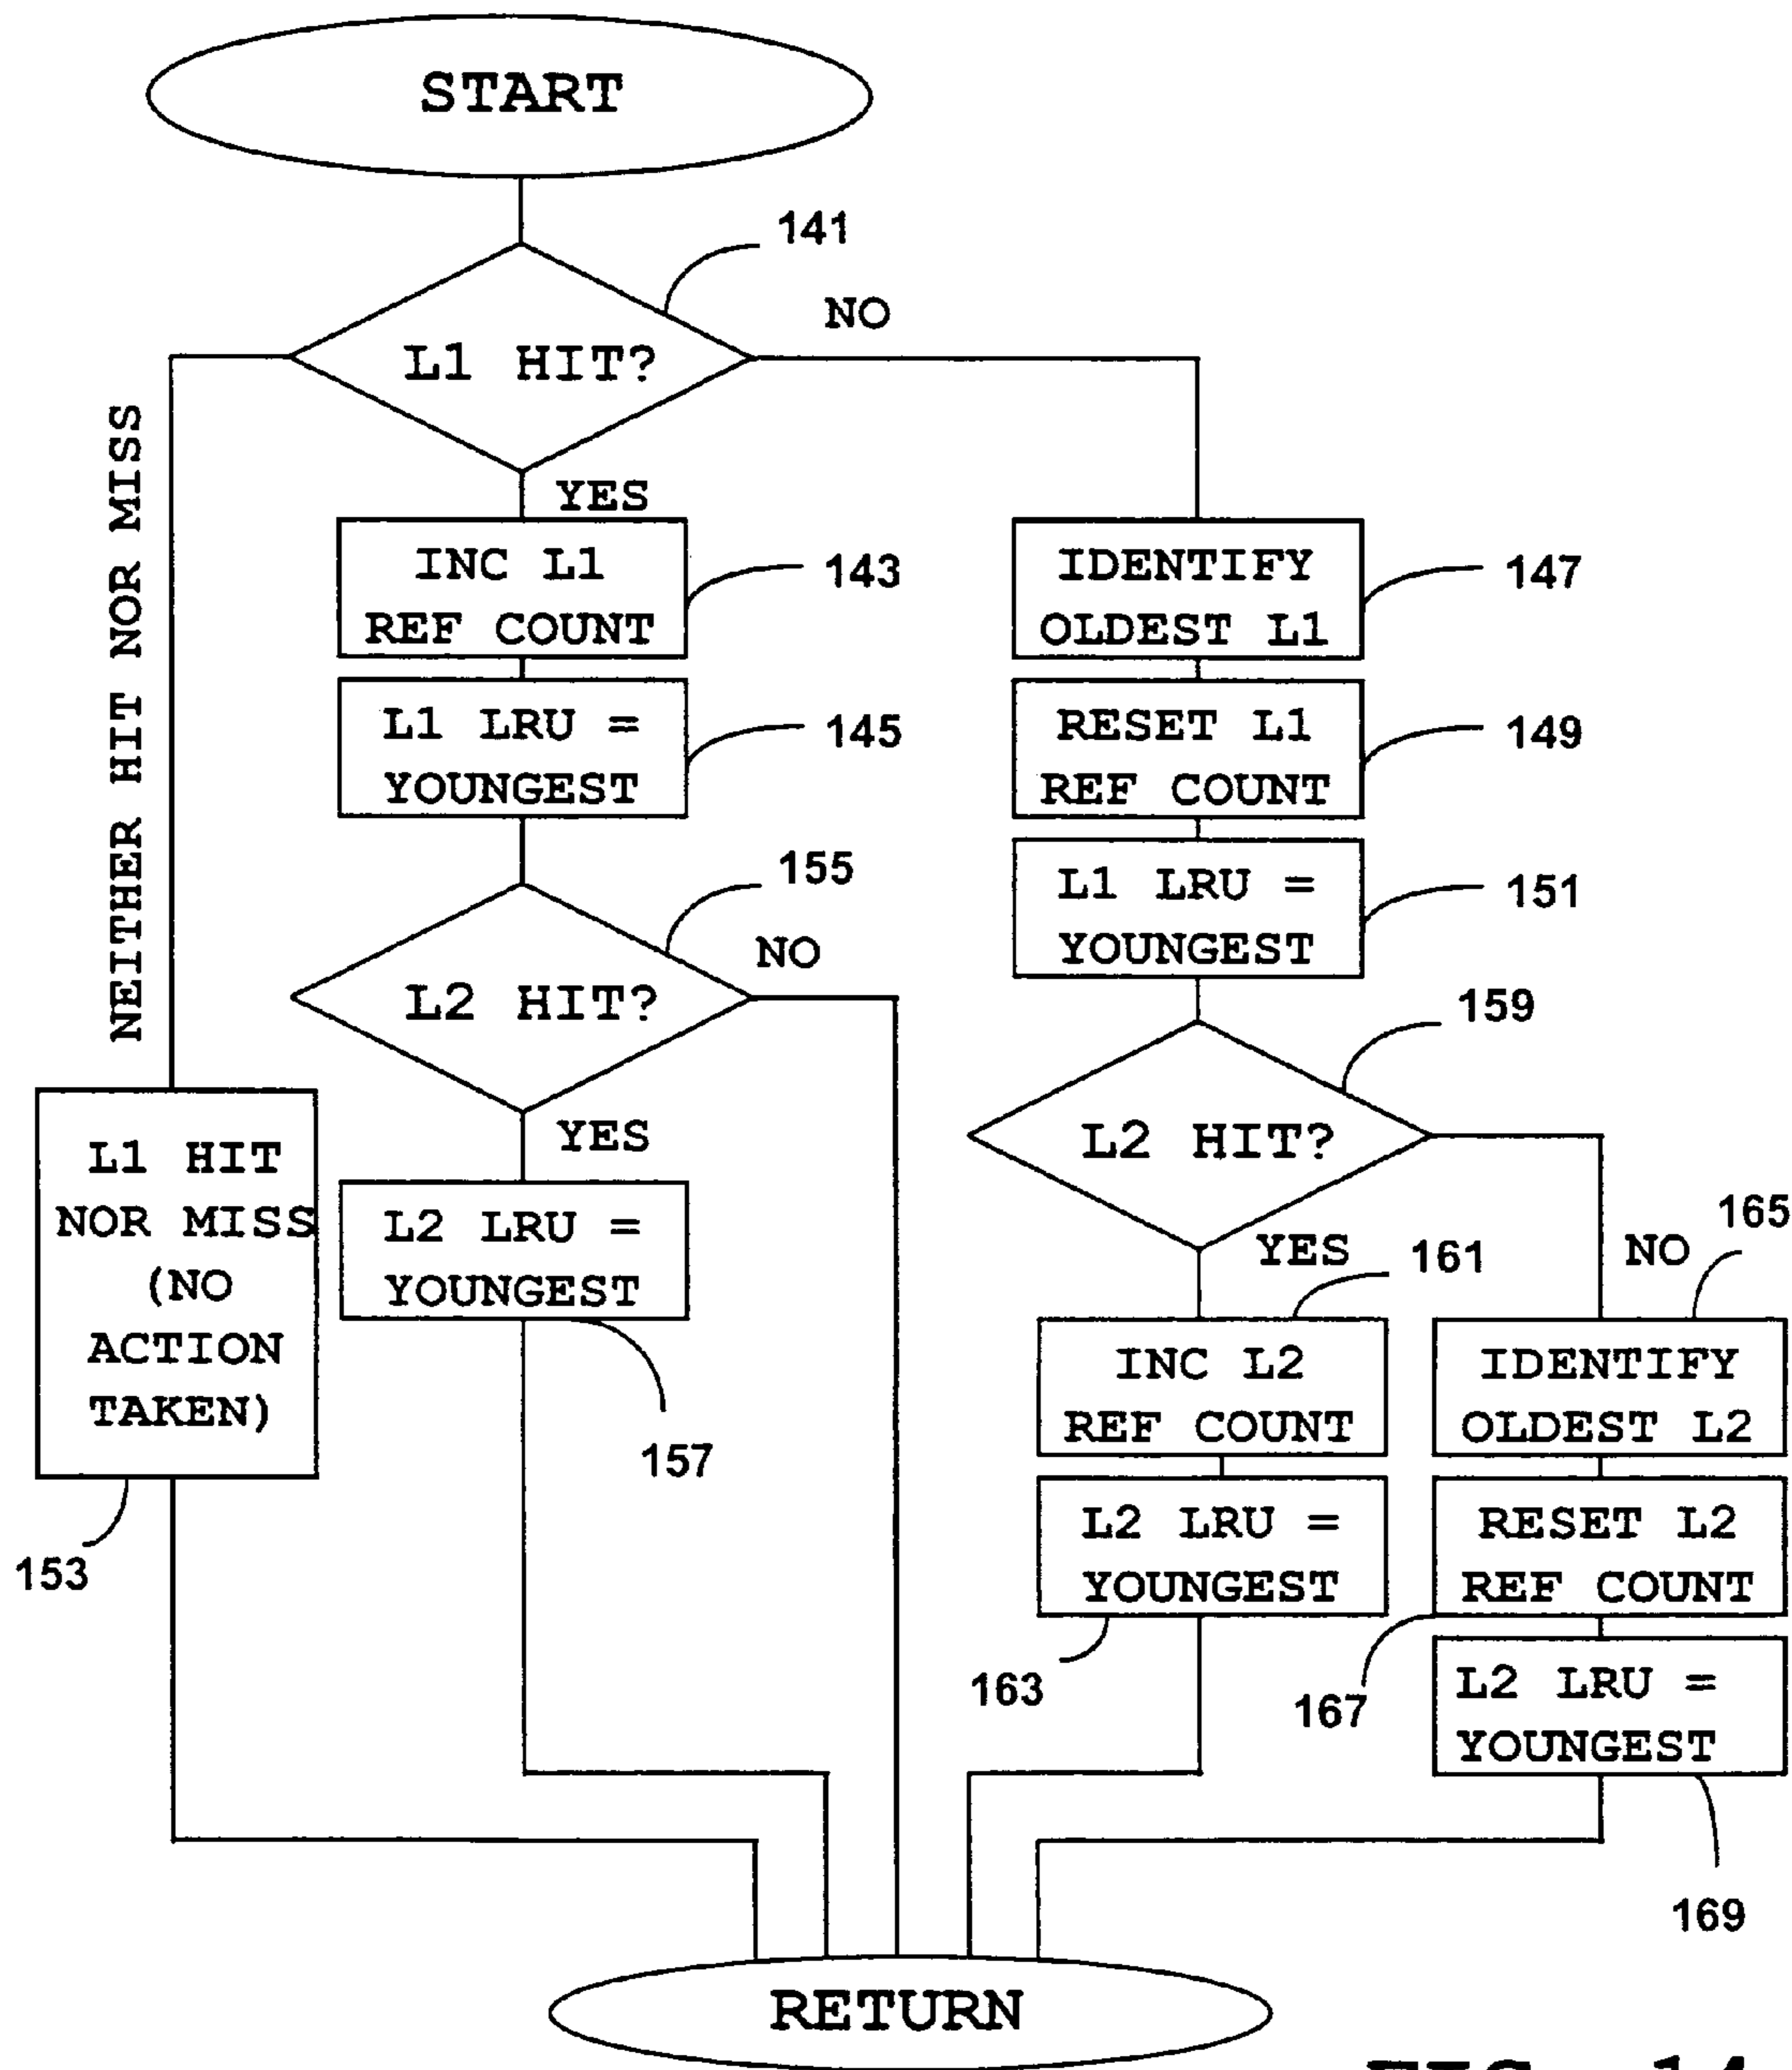 START
141
L1 HIT?
NO
YES
NEITHER HIT NOR MISS
INC L1
REF COUNT
143
L1 LRU =
YOUNGEST
145
IDENTIFY
OLDEST L1
147
RESET L1
REF COUNT
149
L1 LRU =
YOUNGEST
151
155
L2 HIT?
NO
YES
L2 LRU =
YOUNGEST
157
L1 HIT
NOR MISS
(NO
ACTION
TAKEN)
153
159
L2 HIT?
YES
161
NO
165
INC L2
REF COUNT
L2 LRU =
YOUNGEST
163
IDENTIFY
OLDEST L2
RESET L2
REF COUNT
167
L2 LRU =
YOUNGEST
169
RETURN
FIG. 14